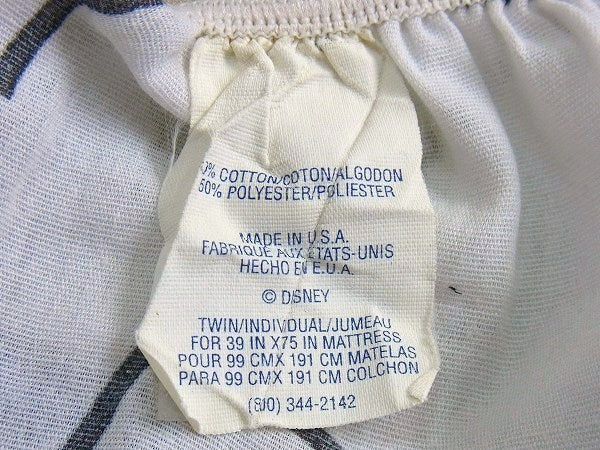 % COTTON/COTON/ALGODON
60% POLYESTER/POLIESTER
MADE IN U.S.A.
FABRIQUE AUX ETATS-UNIS
HECHO EN E.U.A.
© DISNEY
TWIN/INDIVIDUAL/JUMEAU
FOR 39 IN X75 IN MATTRESS
POUR 99 CMX 191 CM MATELAS
PARA 99 CMX 191 CM COLCHON
(800) 344-2142